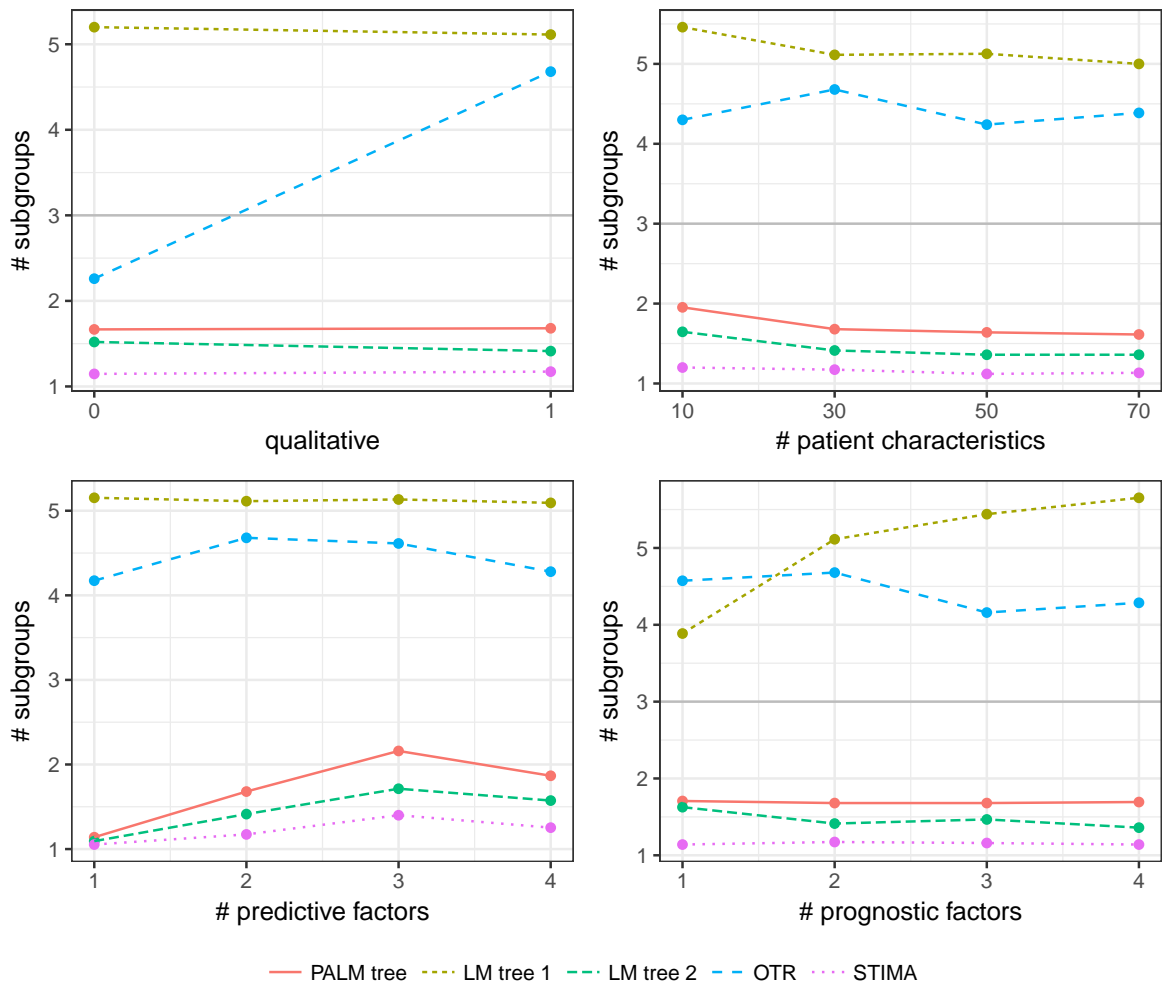 5
4
3
2
1
# subgroups
0 1
qualitative
5
4
3
2
1
# subgroups
10 30 50 70
# patient characteristics
5
4
3
2
1
# subgroups
1 2 3 4
# predictive factors
5
4
3
2
1
# subgroups
1 2 3 4
# prognostic factors
PALM tree LM tree 1 LM tree 2 OTR STIMA